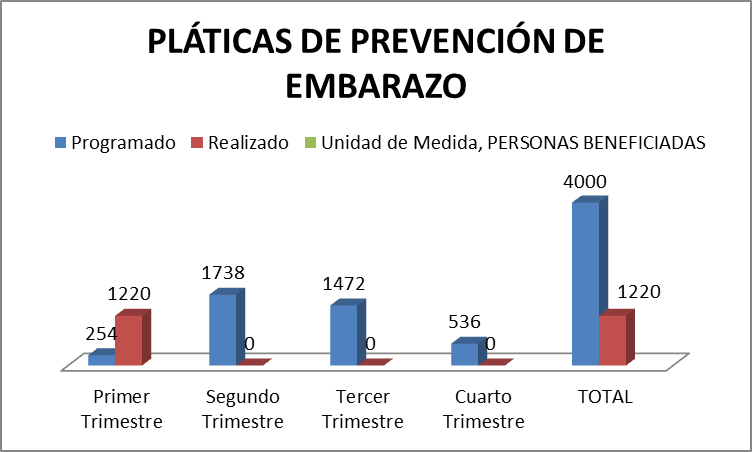 PLÁTICAS DE PREVENCIÓN DE
EMBARAZO
Programado Realizado Unidad de Medida, PERSONAS BENEFICIADAS
254
1220
1738
0
1472
0
536
0
4000
1220
Primer
Trimestre
Segundo
Trimestre
Tercer
Trimestre
Cuarto
Trimestre
TOTAL